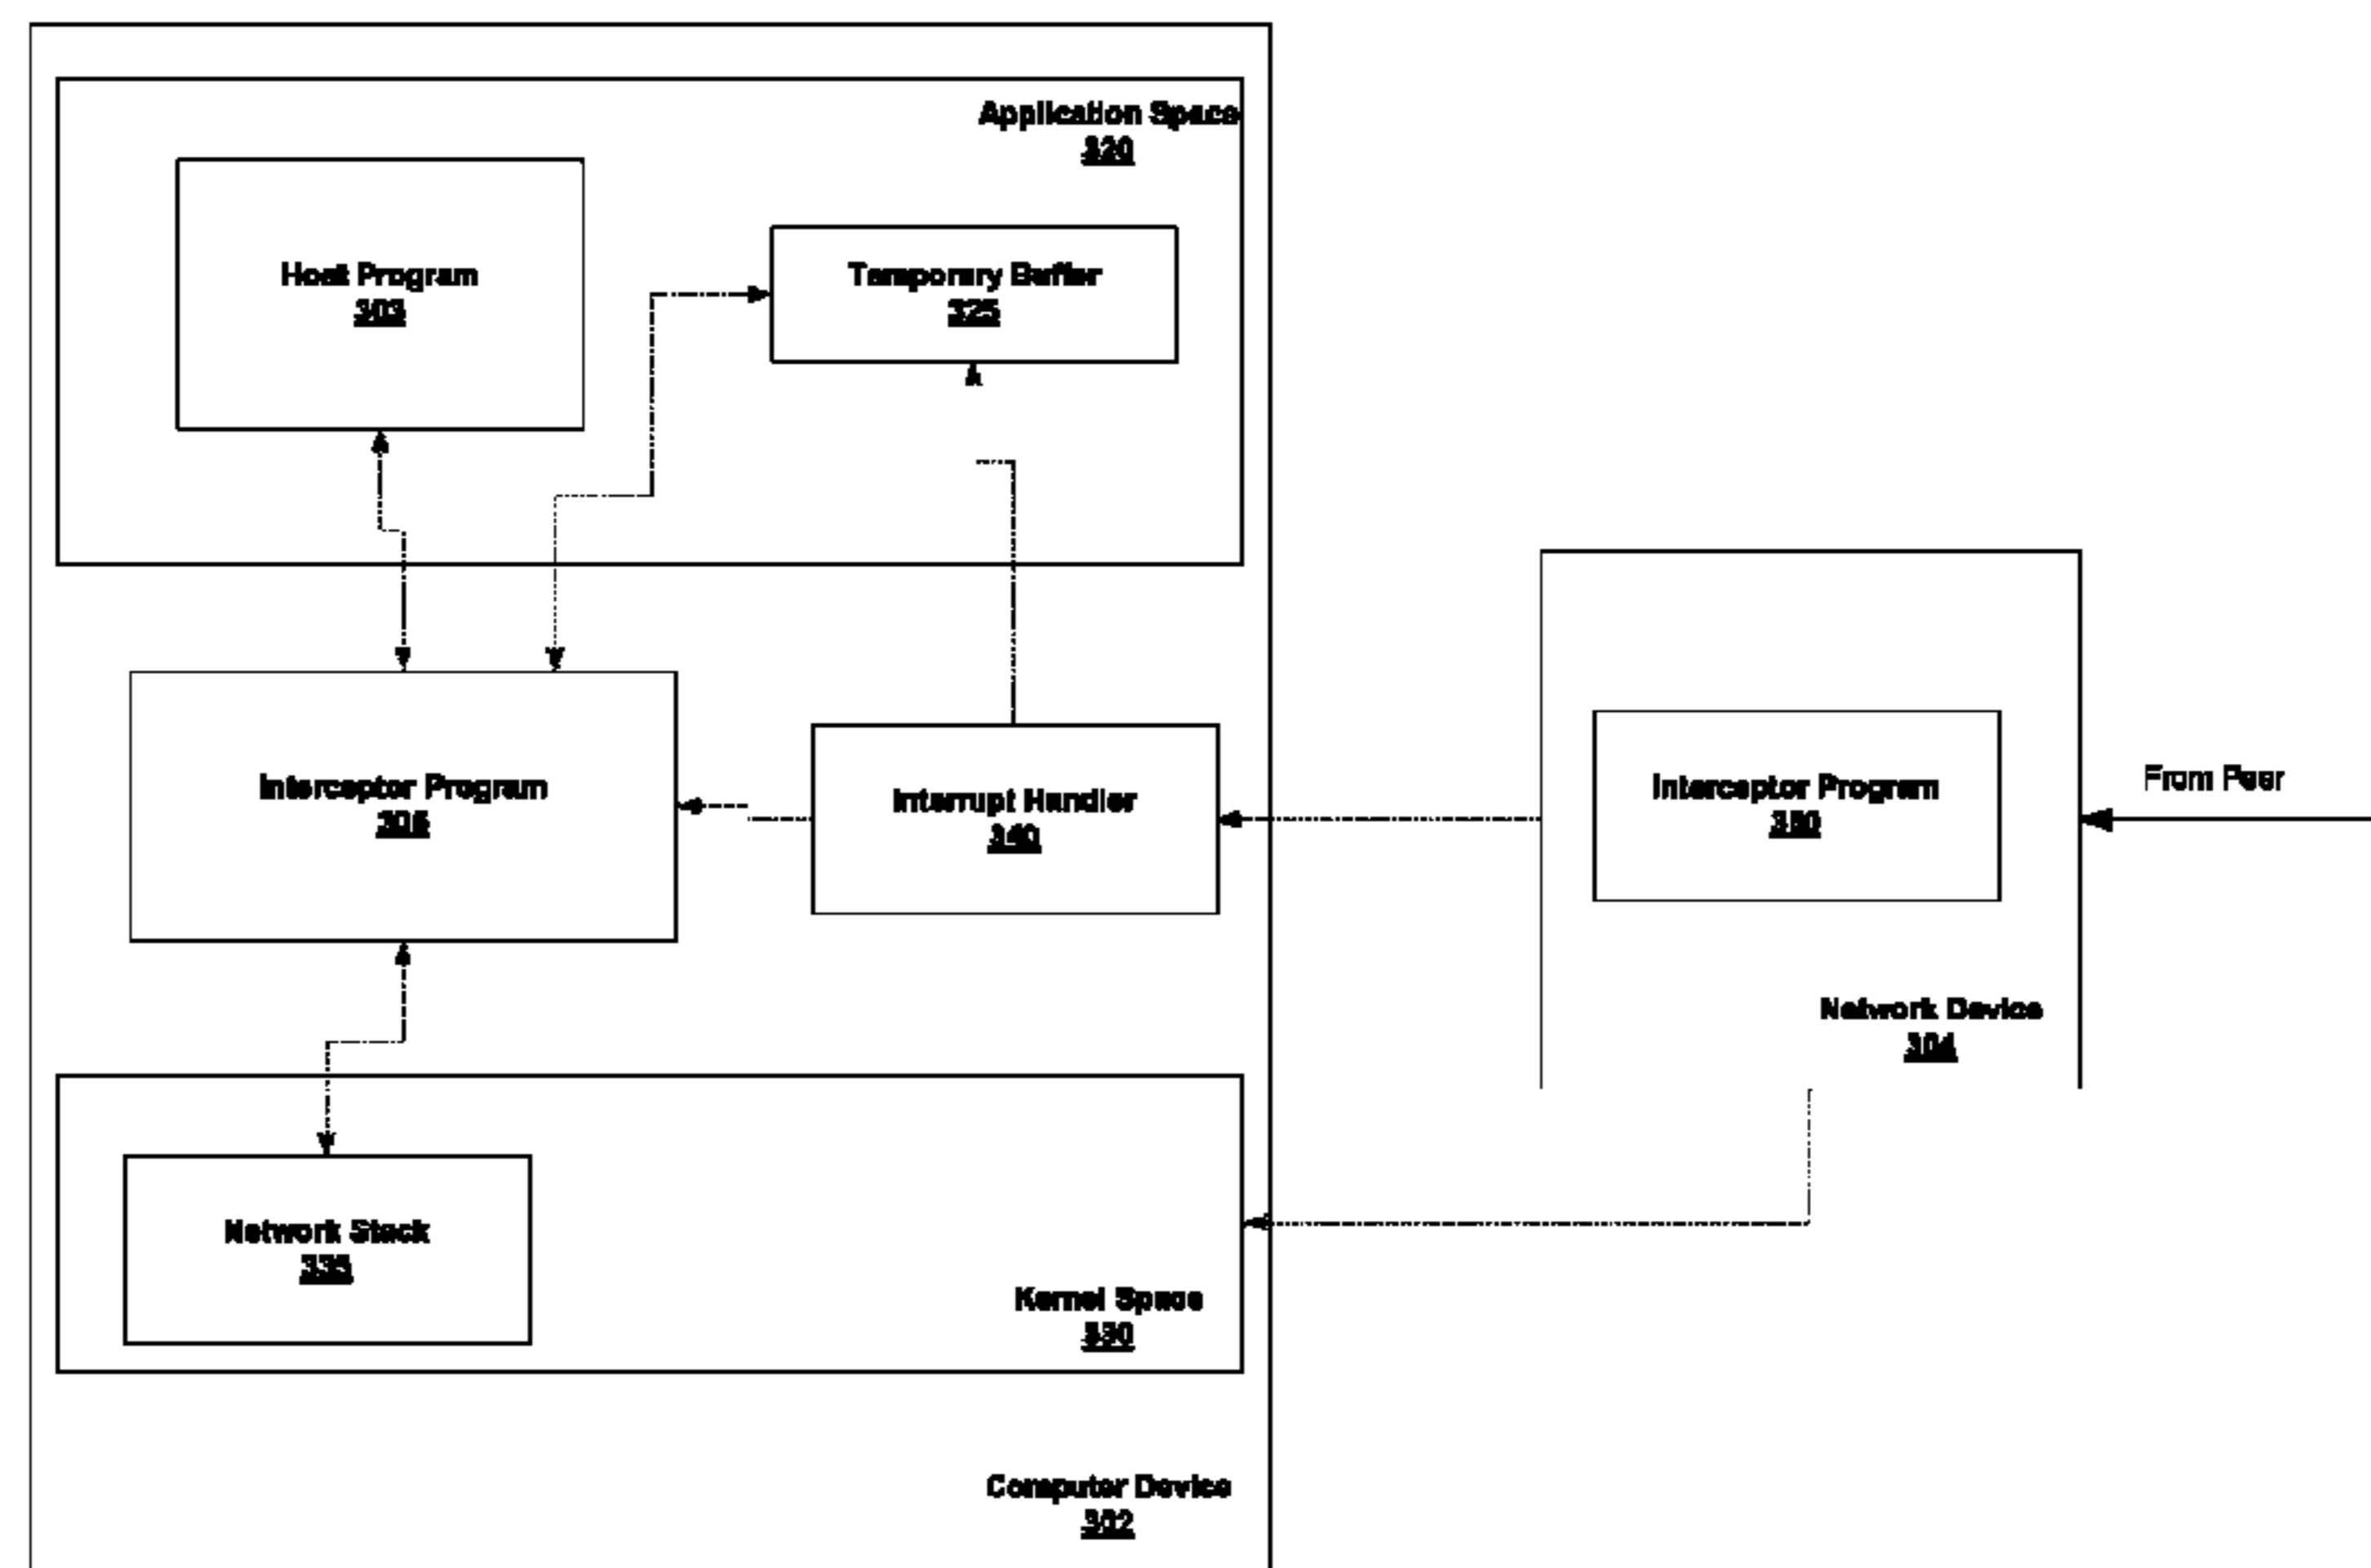 Application Space
320
Host Program
303
Temporary Buffer
325
Interceptor Program
Interrupt Handler
340
Interceptor Program
350
From Peer
Network Device
304
Network Stack
335
Kernel Space
330
Computer Device
302